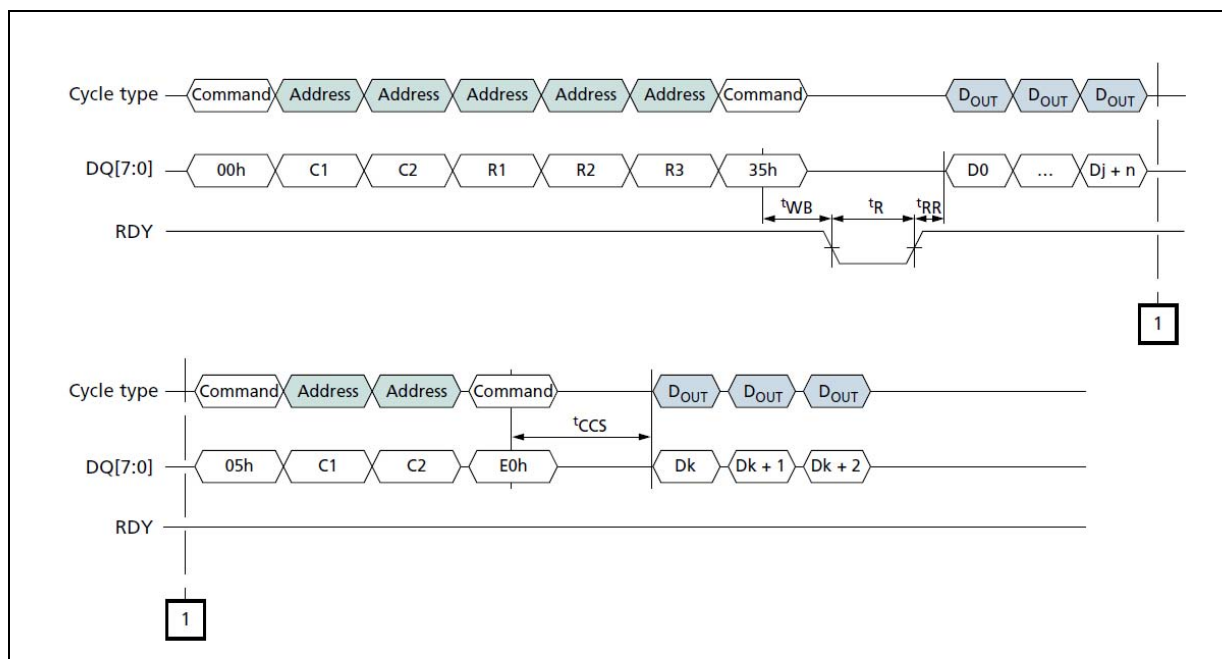 Cycle type Command Address Address Address Address Address Command DOUT DOUT DOUT
DQ[7:0] 00h C1 C2 R1 R2 R3 35h D0 ... Dj + n
tWB tR tRR
RDY
1
Cycle type Command Address Address Command DOUT DOUT DOUT
tCCS
DQ[7:0] 05h C1 C2 E0h Dk Dk + 1 Dk + 2
RDY
1